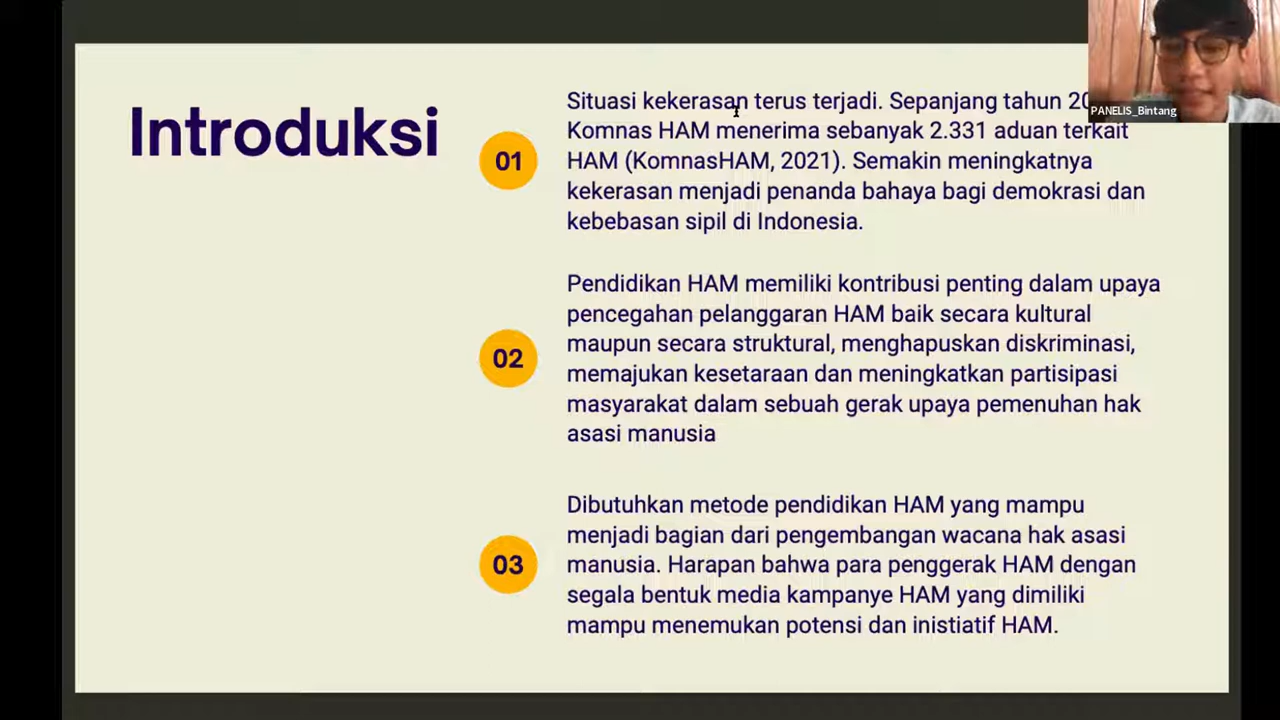 Introduksi
01
Situasi kekerasan terus terjadi. Sepanjang tahun
Komnas HAM menerima sebanyak 2.331 aduan terkait
HAM (KomnasHAM, 2021). Semakin meningkatnya
kekerasan menjadi penanda bahaya bagi demokrasi dan
kebebasan sipil di Indonesia.
02
Pendidikan HAM memiliki kontribusi penting dalam upaya
pencegahan pelanggaran HAM baik secara kultural
maupun secara struktural, menghapuskan diskriminasi,
memajukan kesetaraan dan meningkatkan partisipasi
masyarakat dalam sebuah gerak upaya pemenuhan hak
asasi manusia
03
Dibutuhkan metode pendidikan HAM yang mampu
menjadi bagian dari pengembangan wacana hak asasi
manusia. Harapan bahwa para penggerak HAM dengan
segala bentuk media kampanye HAM yang dimiliki
mampu menemukan potensi dan inistiatif HAM.
PANELIS_Bintang